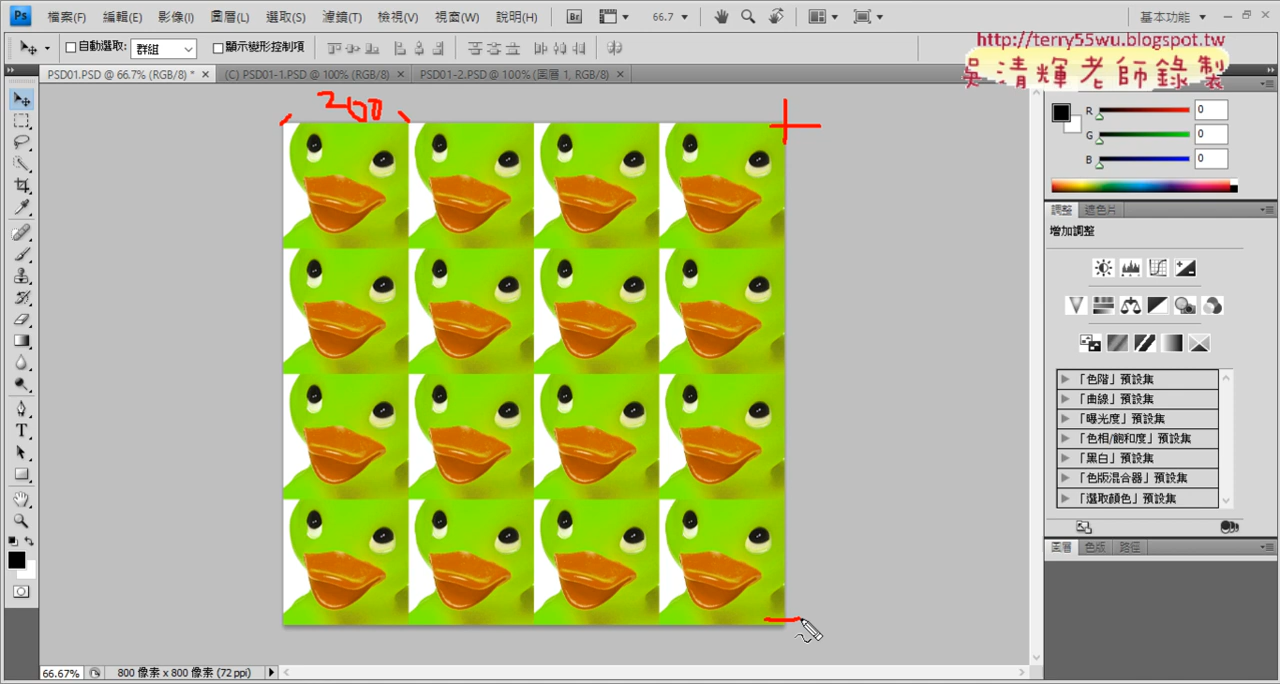 Ps 檔案(F) 編輯(E) 影像(I) 圖層(L) 選取(S) 濾鏡(T) 檢視(V) 視窗(W) 說明(H) Br 66.7 基本功能
自動選取: 群組 顯示變形控制項
http://terry55wu.blogspot.tw
吳清輝老師錄製
PSD01.PSD @ 66.7% (RGB/8) * × (C) PSD01-1.PSD @ 100% (RGB/8) × PSD01-2.PSD @ 100% (圖層 1, RGB/8) ×
200
R 0
G 0
B 0
調整 樣式
增加調整
「色階」預設集
「曲線」預設集
「曝光度」預設集
「色相/飽和度」預設集
「黑白」預設集
「色版混合器」預設集
「選取顏色」預設集
圖層 色版 路徑
66.67% 800 像素 x 800 像素 (72 ppi)